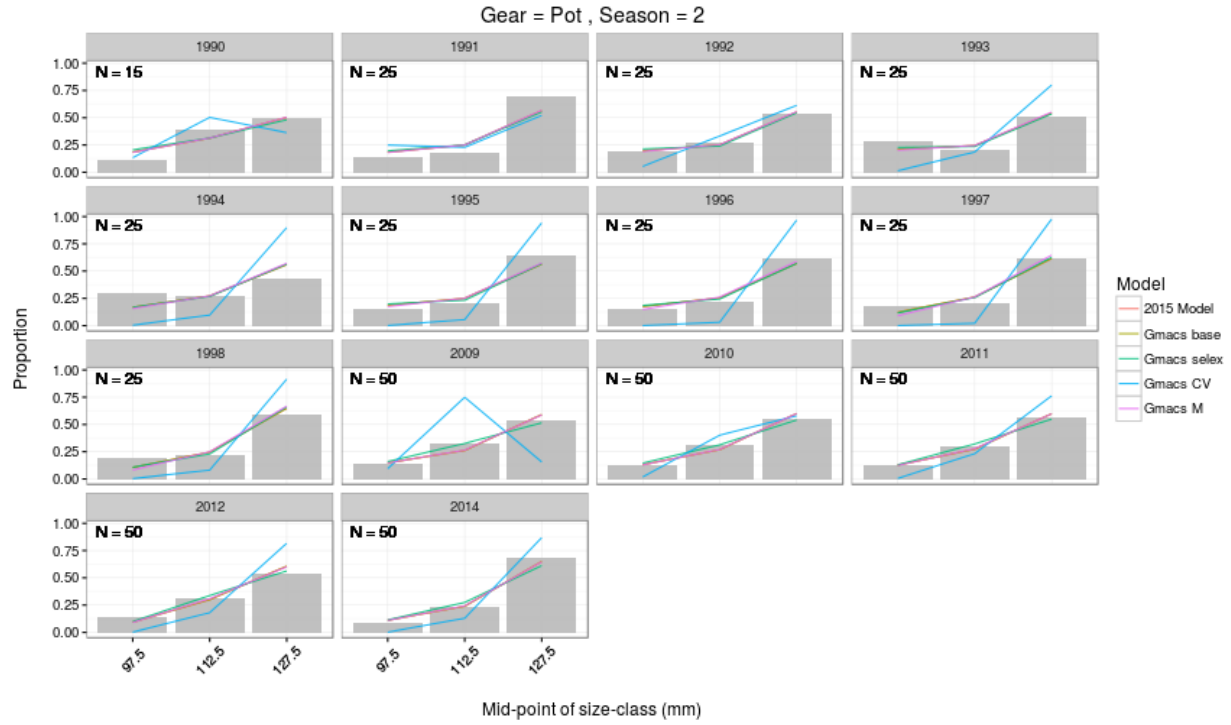 Gear = Pot , Season = 2
1990
1991
1992
1993
N = 15
N = 25
N = 25
N = 25
1994
1995
1996
1997
N = 25
N = 25
N = 25
N = 25
1998
2009
2010
2011
N = 25
N = 50
N = 50
N = 50
2012
2014
N = 50
N = 50
1.00
0.75
0.50
0.25
0.00
1.00
0.75
0.50
0.25
0.00
1.00
0.75
0.50
0.25
0.00
1.00
0.75
0.50
0.25
0.00
Proportion
97.5
112.5
127.5
97.5
112.5
127.5
Mid-point of size-class (mm)
Model
2015 Model
Gmacs base
Gmacs selex
Gmacs CV
Gmacs M